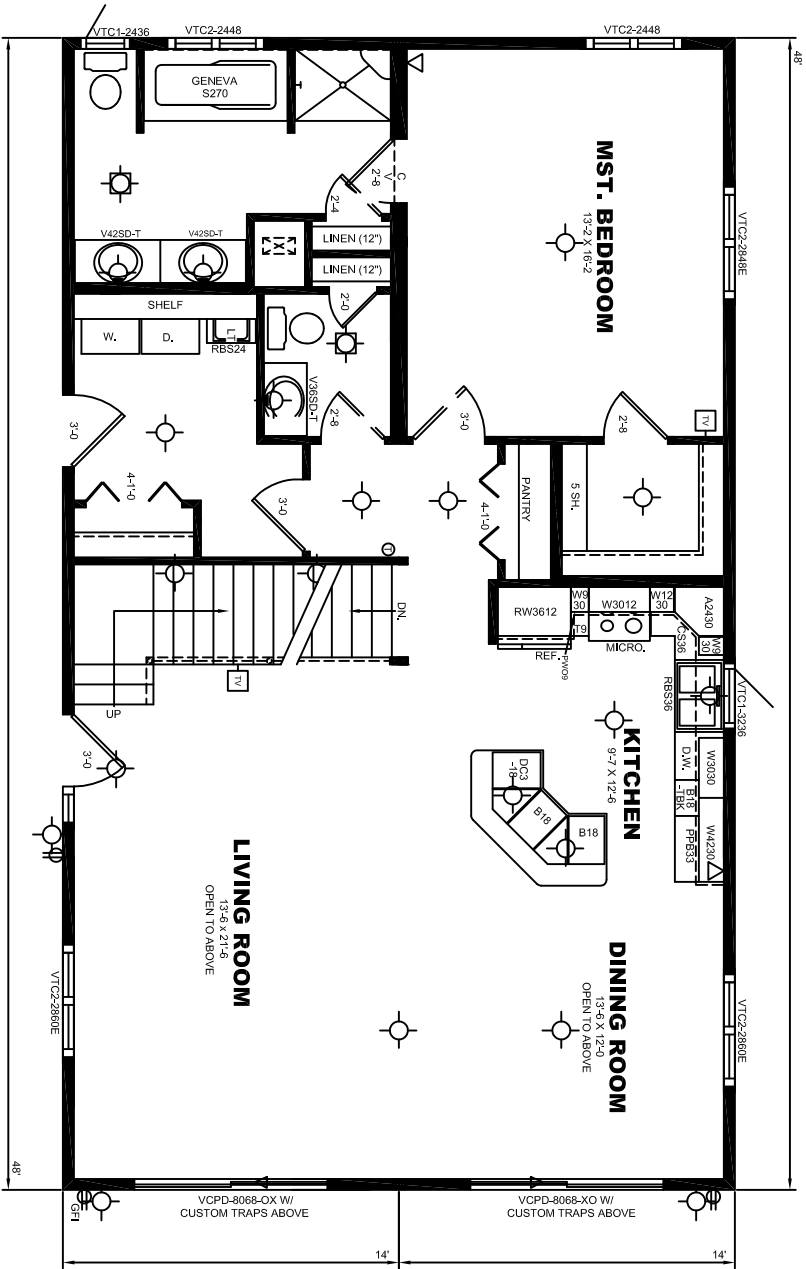 VTC1-2436
VTC2-2448
VTC2-2448
48'
48'
GENEVA
S270
MST. BEDROOM
13'-2 X 16'-2
VTC2-2848E
C
V
2'-8
2'-4
V42SD-T
V42SD-T
LINEN (12")
LINEN (12")
SHELF
W.
D.
LT
RBS24
2'-0
V36SD-T
2'-8
3'-0
2'-8
TV
3'-0
4-1'-0
3'-0
4-1'-0
PANTRY
5 SH.
T
DN.
UP
TV
RW3612
W9
30
W3012
W12
30
A2430
T9
CS36
W9
30
REF.
PW09
MICRO.
RBS36
VTC1-3236
KITCHEN
9'-7 X 12'-6
D.W.
W3030
B18
-TBK
PPB33
W4230
DC3
-18
B18
B18
3'-0
LIVING ROOM
13'-6 x 21'-6
OPEN TO ABOVE
DINING ROOM
13'-6 X 12'-0
OPEN TO ABOVE
VTC2-2860E
VTC2-2860E
48'
GFI
VCPD-8068-OX W/
CUSTOM TRAPS ABOVE
VCPD-8068-XO W/
CUSTOM TRAPS ABOVE
14'
14'